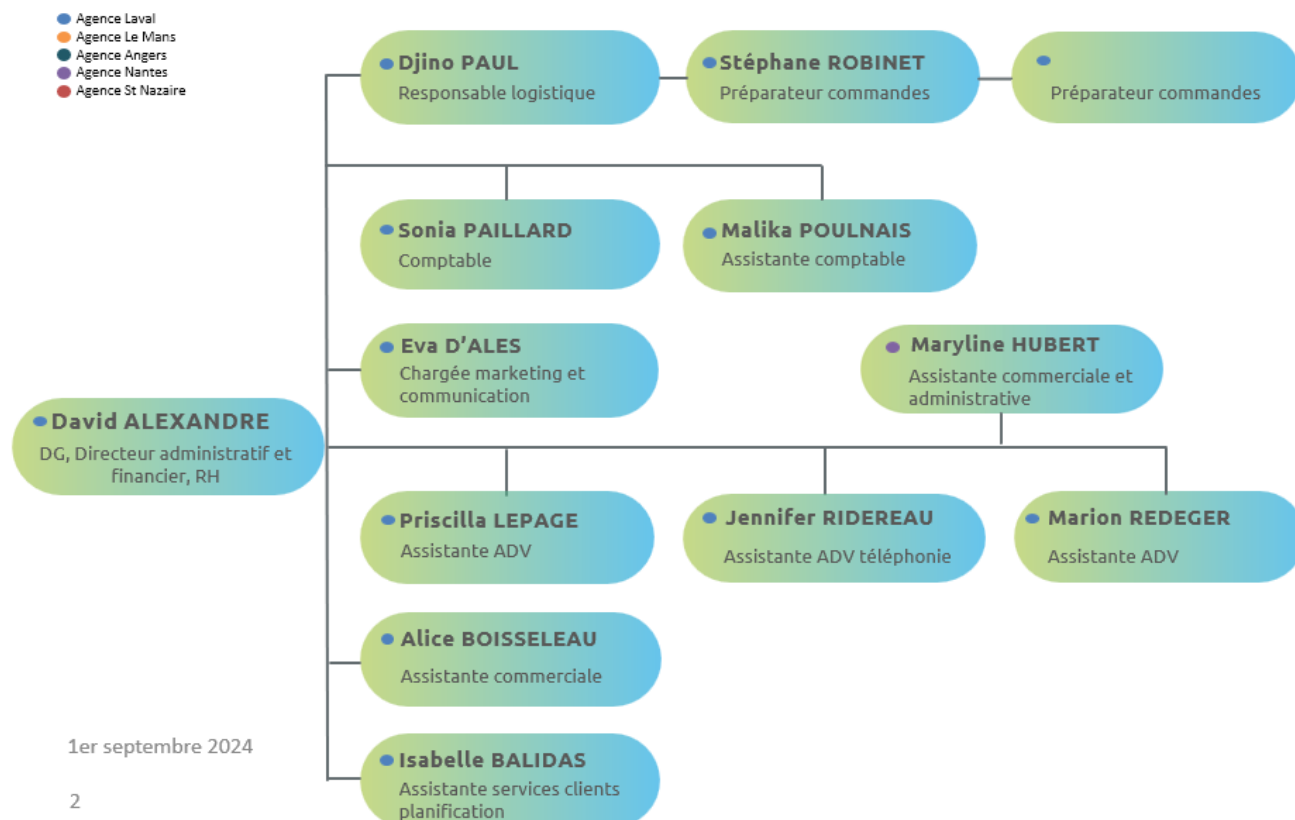 Agence Laval
Agence Le Mans
Agence Angers
Agence Nantes
Agence St Nazaire
Djino PAUL
Responsable logistique
Stéphane ROBINET
Préparateur commandes
Préparateur commandes
Sonia PAILLARD
Comptable
Malika POULNAIS
Assistante comptable
Eva D’ALES
Chargée marketing et
communication
Maryline HUBERT
Assistante commerciale et
administrative
David ALEXANDRE
DG, Directeur administratif et
financier, RH
Priscilla LEPAGE
Assistante ADV
Jennifer RIDEREAU
Assistante ADV téléphonie
Marion REDEGER
Assistante ADV
Alice BOISSELEAU
Assistante commerciale
Isabelle BALIDAS
Assistante services clients
planification
1er septembre 2024
2